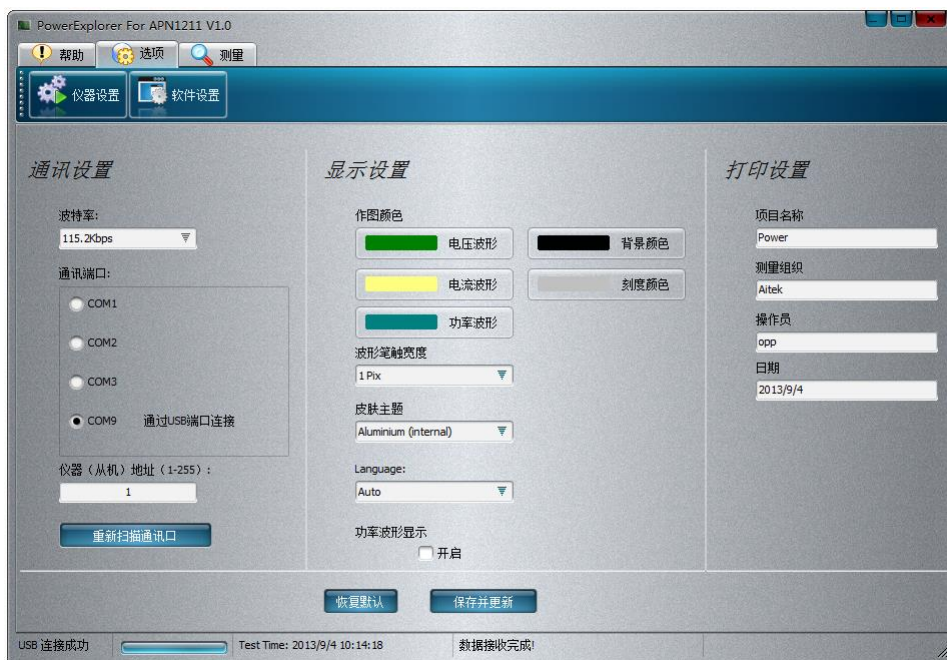 PowerExplorer For APN1211 V1.0
帮助 选项 测量
仪器设置 软件设置
通讯设置
波特率:
115.2Kbps
通讯端口:
COM1
COM2
COM3
COM9 通过USB端口连接
仪器（从机）地址（1-255）:
1
重新扫描通讯口
显示设置
作图颜色
电压波形 背景颜色
电流波形 刻度颜色
功率波形
波形笔触宽度
1 Pix
皮肤主题
Aluminium (internal)
Language:
Auto
功率波形显示
开启
打印设置
项目名称
Power
测量组织
Aitek
操作员
opp
日期
2013/9/4
恢复默认 保存并更新
USB 连接成功 Test Time: 2013/9/4 10:14:18 数据接收完成!